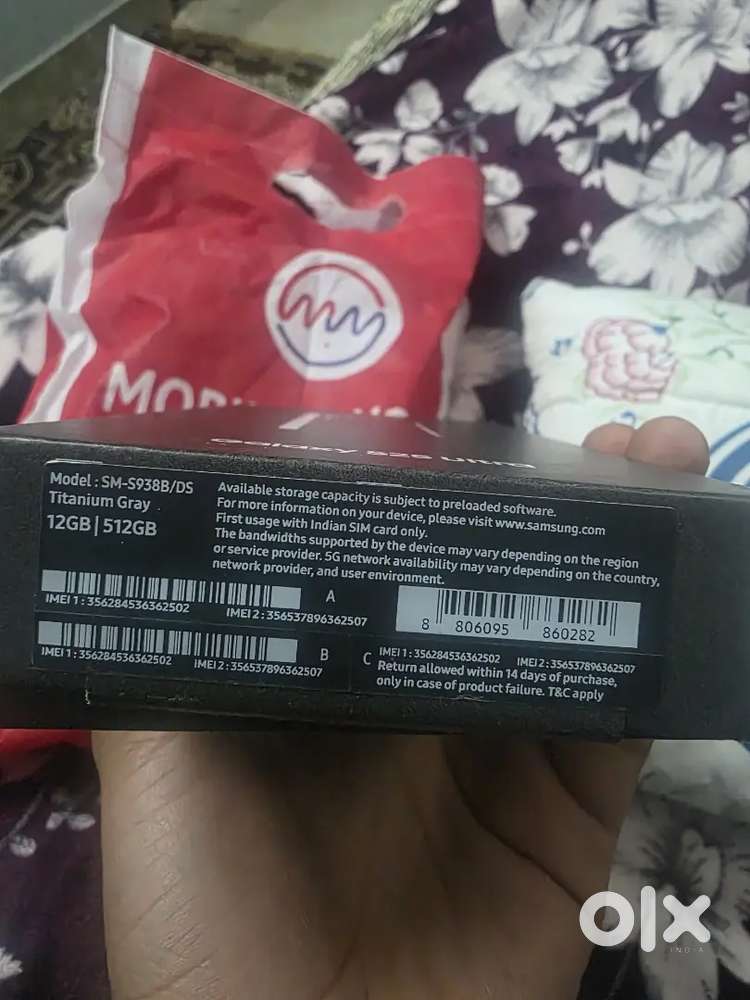 Galaxy S25 Ultra
Model : SM-S938B/DS
Titanium Gray
12GB | 512GB
Available storage capacity is subject to preloaded software.
For more information on your device, please visit www.samsung.com
First usage with Indian SIM card only.
The bandwidths supported by the device may vary depending on the region
or service provider. 5G network availability may vary depending on the country,
network provider, and user environment.
IMEI 1 : 356284536362502 IMEI 2 : 356537896362507
A
8 806095 860282
IMEI 1 : 356284536362502 IMEI 2 : 356537896362507
B
C IMEI 1 : 356284536362502 IMEI 2 : 356537896362507
Return allowed within 14 days of purchase,
only in case of product failure. T&C apply
olx
INDIA